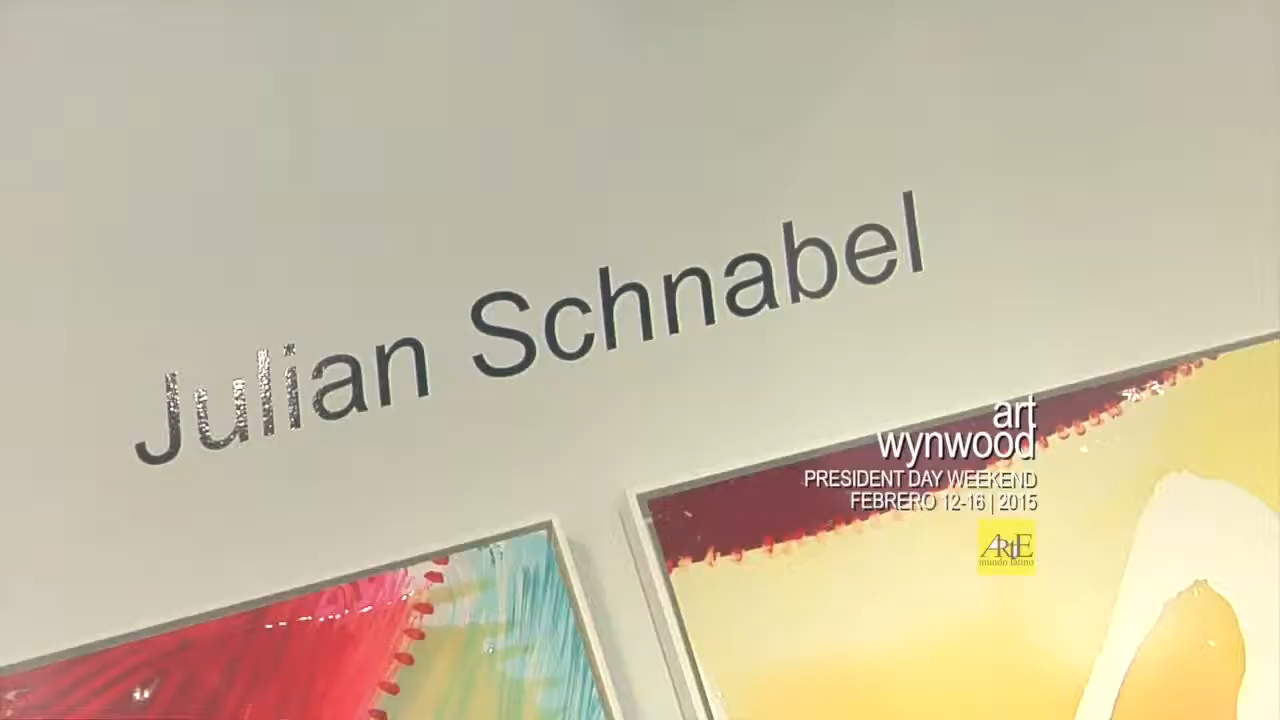 Julian Schnabel
art
wynwood
PRESIDENT DAY WEEKEND
FEBRERO 12-16 | 2015
ARtE
mundo latino